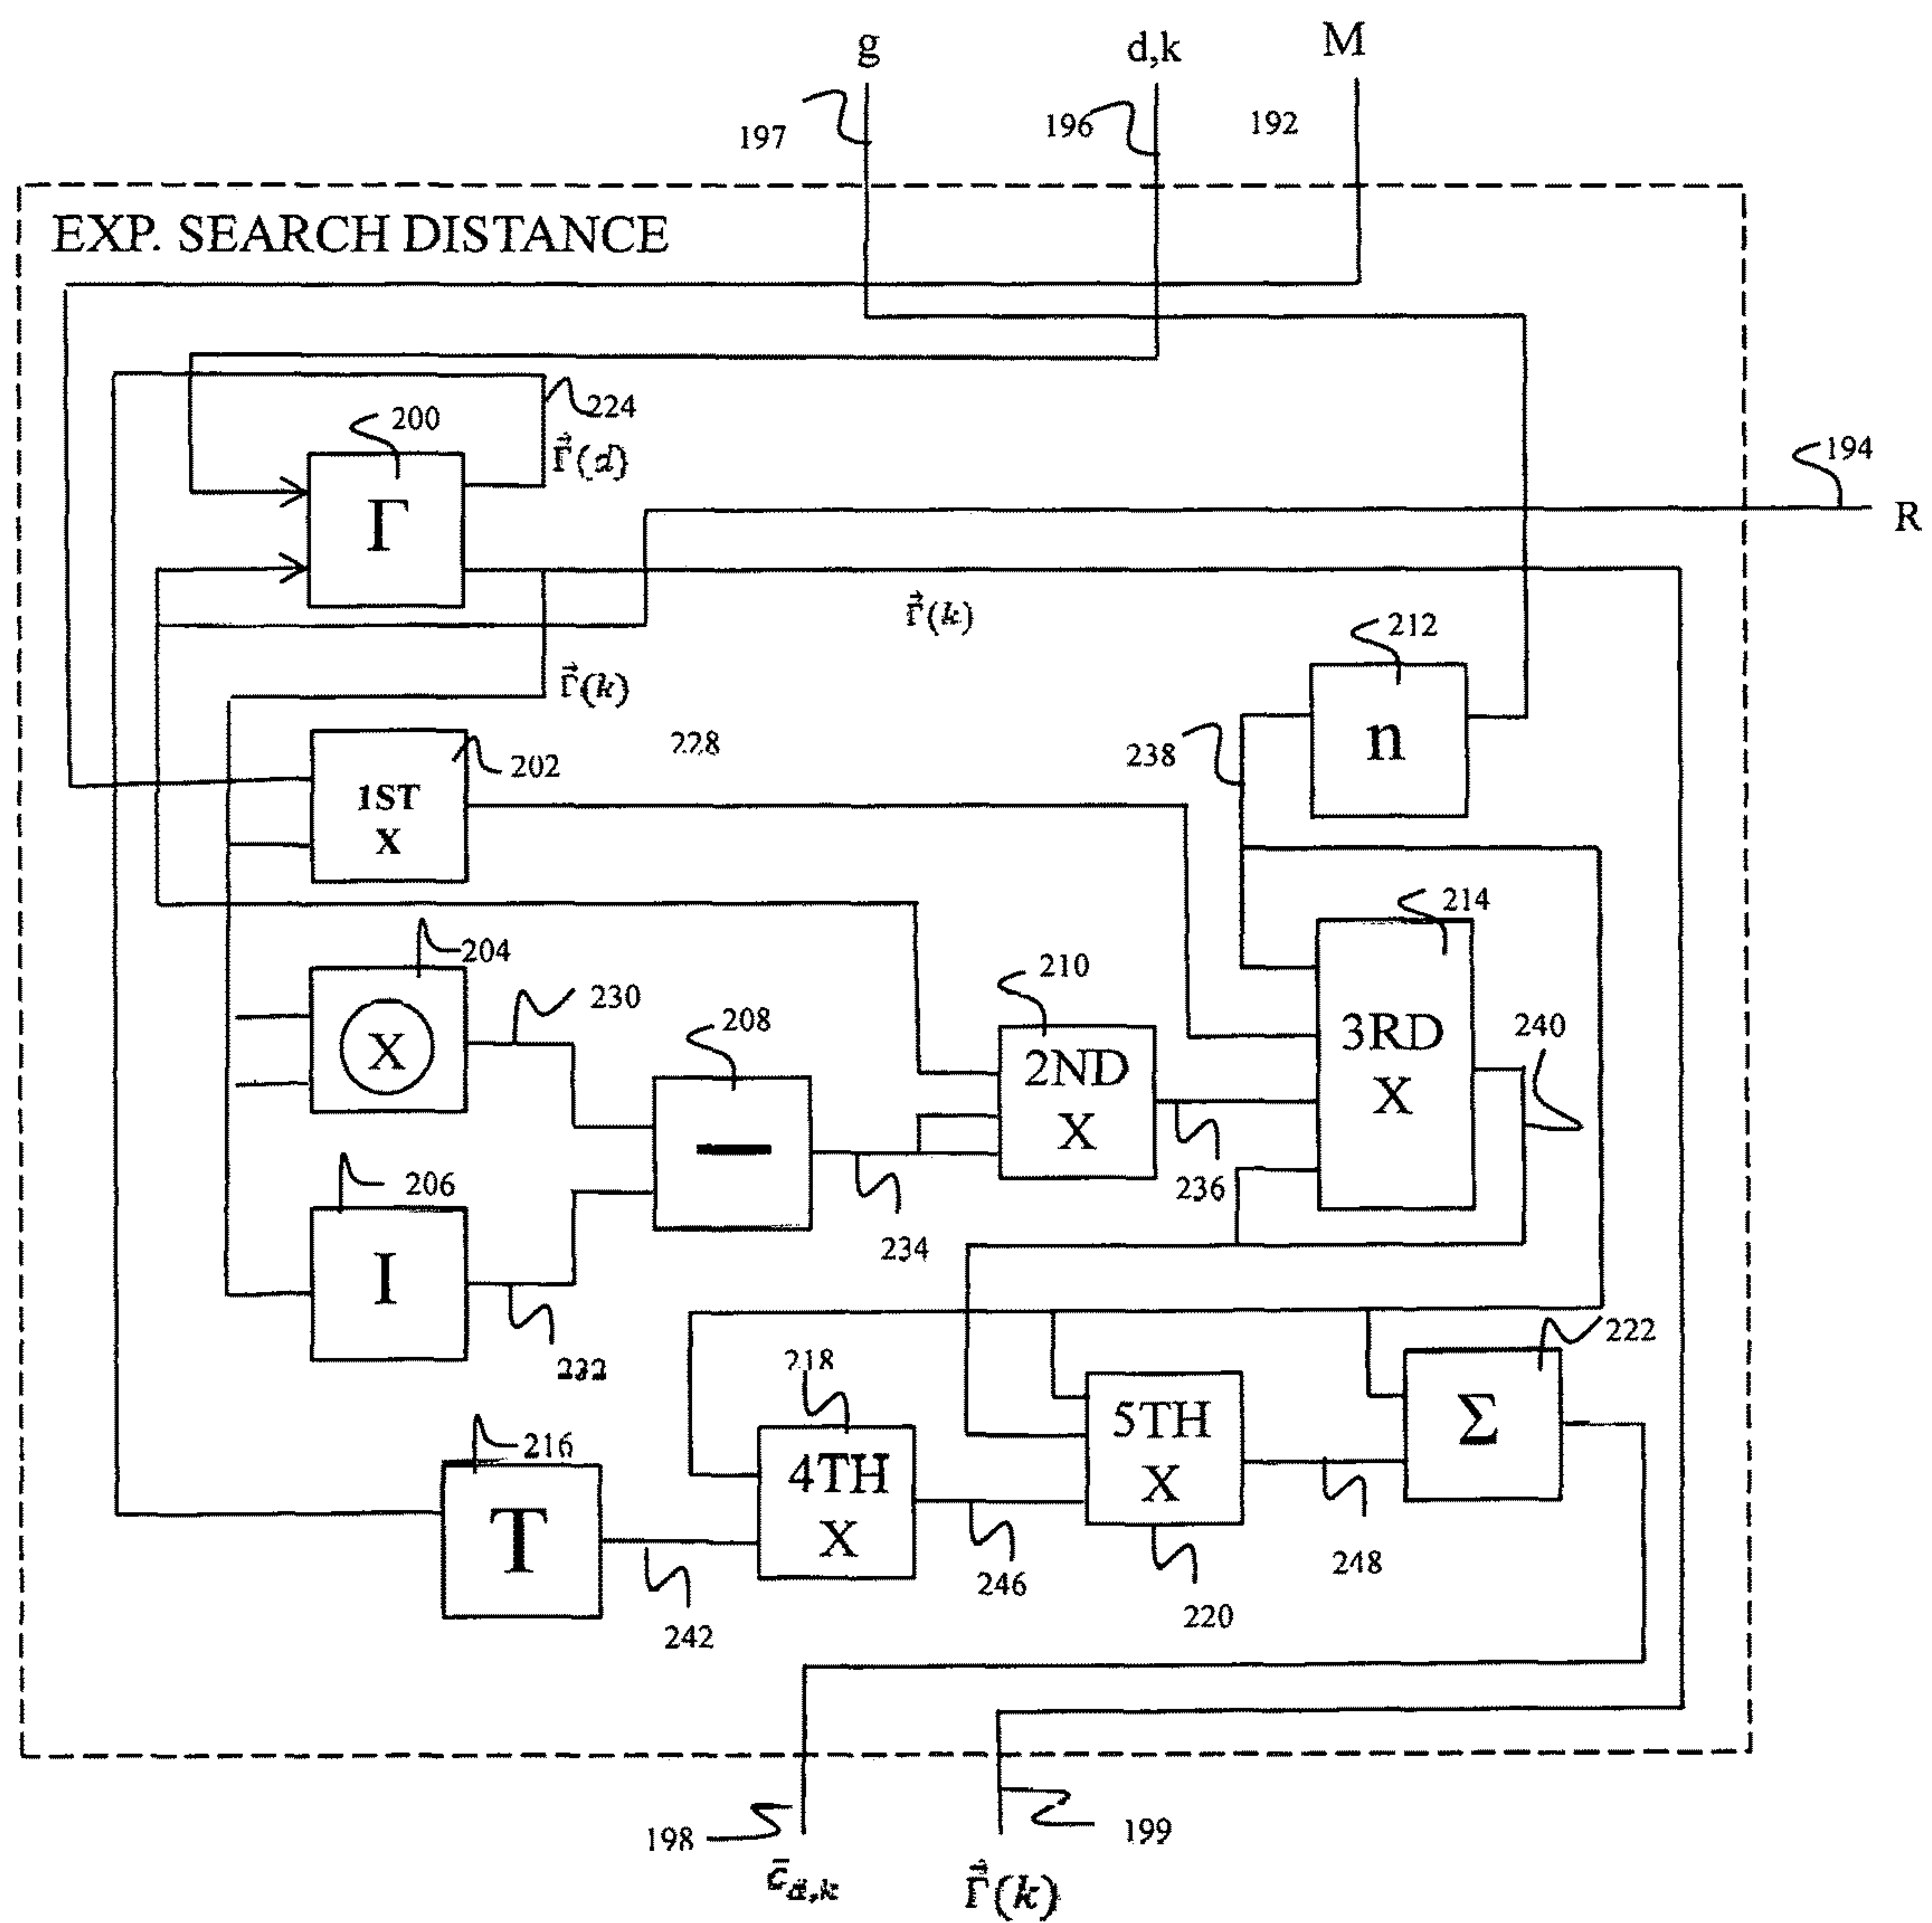 g
d,k
M
197
196
192
EXP. SEARCH DISTANCE
224
200
Γ⃗(d)
194
Γ
R
Γ⃗(k)
212
Γ⃗(k)
228
238
n
202
1ST
X
214
204
230
210
240
208
3RD
X
2ND
X
X
—
206
236
234
I
222
232
218
5TH
X
Σ
216
4TH
X
T
246
248
242
220
198
199
c̄d,k
Γ⃗(k)